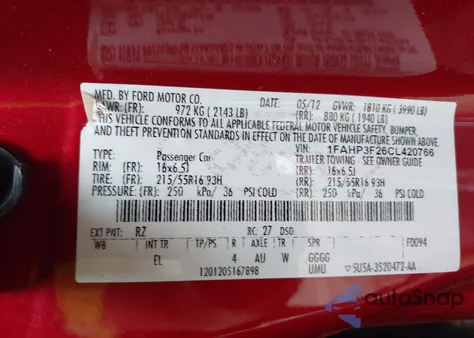 MFD. BY FORD MOTOR CO.
DATE: 05/12 GVWR: 1810 KG ( 3990 LB)
GAWR: (FR): 972 KG ( 2143 LB) (RR): 880 KG ( 1940 LB)
THIS VEHICLE CONFORMS TO ALL APPLICABLE FEDERAL MOTOR VEHICLE SAFETY, BUMPER,
AND THEFT PREVENTION STANDARDS IN EFFECT ON THE DATE OF MANUFACTURE SHOWN ABOVE.
VIN: 1FAHP3F26CL420766
TYPE: Passenger Car TRAILER TOWING - SEE OWNER GUIDE
RIM: (FR): (16x6.5J (RR): 16x6.5J
TIRE: (FR): 215/55R16 93H (RR): 215/55R16 93H
PRESSURE: (FR): 250 kPa/ 36 PSI COLD (RR): 250 kPa/ 36 PSI COLD
EXT.PNT: RZ RC: 27 DSO:
WB INT TR TP/PS R AXLE TR SPR F0094
EL 4 AU W GGGG
1201205167898 UMU 5U5A-3520472-AA
autoSnap